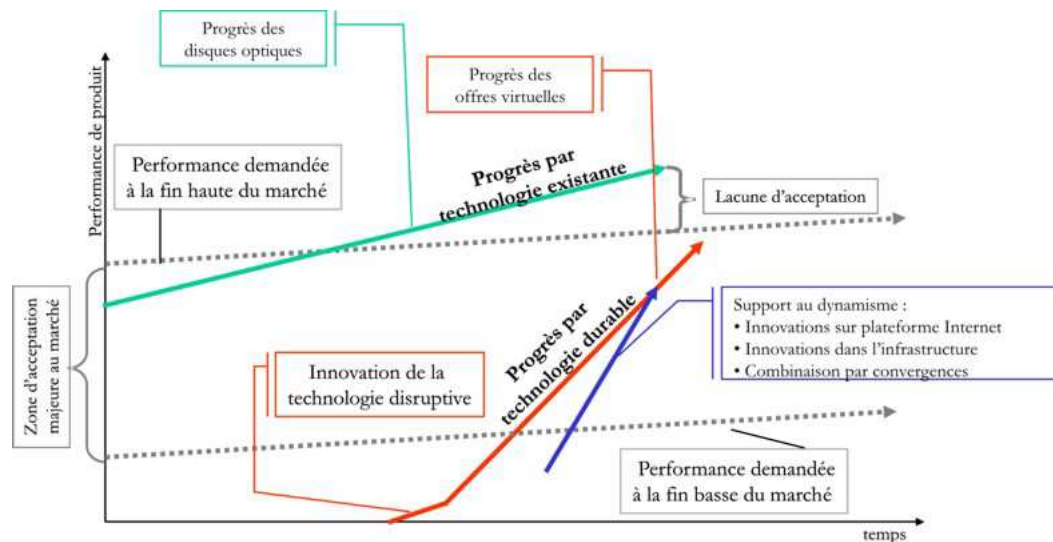 Progrès des
disques optiques
Progrès des
offres virtuelles
Performance de produit
Performance demandée
à la fin haute du marché
Progrès par
technologie existante
Lacune d'acceptation
Zone d'acceptation
majeure au marché
Innovation de la
technologie disruptive
Progrès par
technologie durable
Support au dynamisme :
• Innovations sur plateforme Internet
• Innovations dans l'infrastructure
• Combinaison par convergences
Performance demandée
à la fin basse du marché
temps